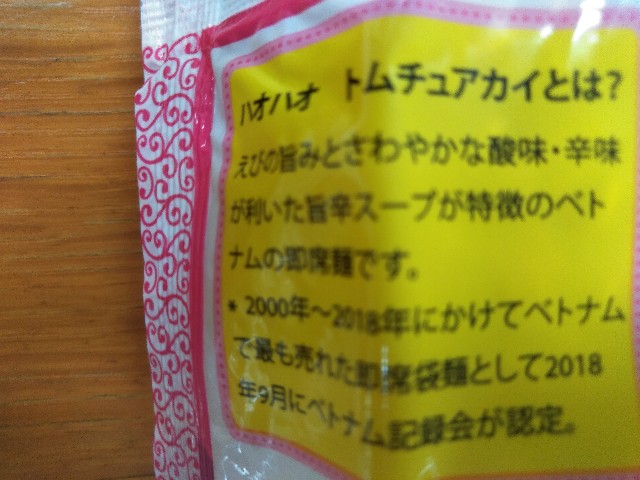 ハオハオ トムチュアカイとは?
えびの旨みとさわやかな酸味・辛味
が利いた旨辛スープが特徴のベト
ナムの即席麺です。
* 2000年～2018年にかけてベトナム
で最も売れた即席袋麺として2018
年9月にベトナム記録会が認定。